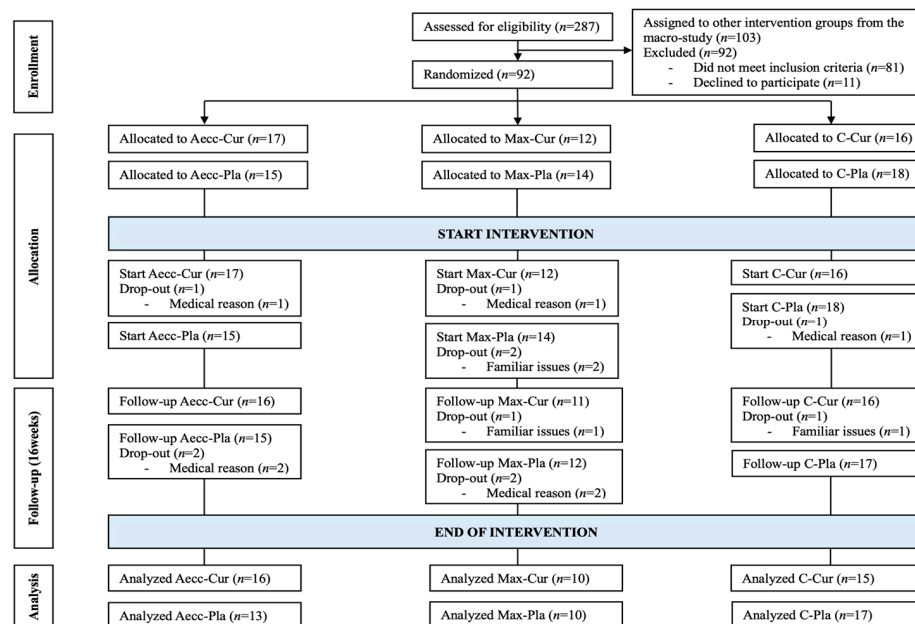 Enrollment
Assessed for eligibility (n=287)
Assigned to other intervention groups from the
macro-study (n=103)
Excluded (n=92)
- Did not meet inclusion criteria (n=81)
- Declined to participate (n=11)
Randomized (n=92)
Allocation
Allocated to Aecc-Cur (n=17)
Allocated to Max-Cur (n=12)
Allocated to C-Cur (n=16)
Allocated to Aecc-Pla (n=15)
Allocated to Max-Pla (n=14)
Allocated to C-Pla (n=18)
START INTERVENTION
Start Aecc-Cur (n=17)
Drop-out (n=1)
- Medical reason (n=1)
Start Max-Cur (n=12)
Drop-out (n=1)
- Medical reason (n=1)
Start C-Cur (n=16)
Start Aecc-Pla (n=15)
Start Max-Pla (n=14)
Drop-out (n=2)
- Familiar issues (n=2)
Start C-Pla (n=18)
Drop-out (n=1)
- Medical reason (n=1)
Follow-up (16weeks)
Follow-up Aecc-Cur (n=16)
Follow-up Max-Cur (n=11)
Drop-out (n=1)
- Familiar issues (n=1)
Follow-up C-Cur (n=16)
Drop-out (n=1)
- Familiar issues (n=1)
Follow-up Aecc-Pla (n=15)
Drop-out (n=2)
- Medical reason (n=2)
Follow-up Max-Pla (n=12)
Drop-out (n=2)
- Medical reason (n=2)
Follow-up C-Pla (n=17)
END OF INTERVENTION
Analysis
Analyzed Aecc-Cur (n=16)
Analyzed Max-Cur (n=10)
Analyzed C-Cur (n=15)
Analyzed Aecc-Pla (n=13)
Analyzed Max-Pla (n=10)
Analyzed C-Pla (n=17)